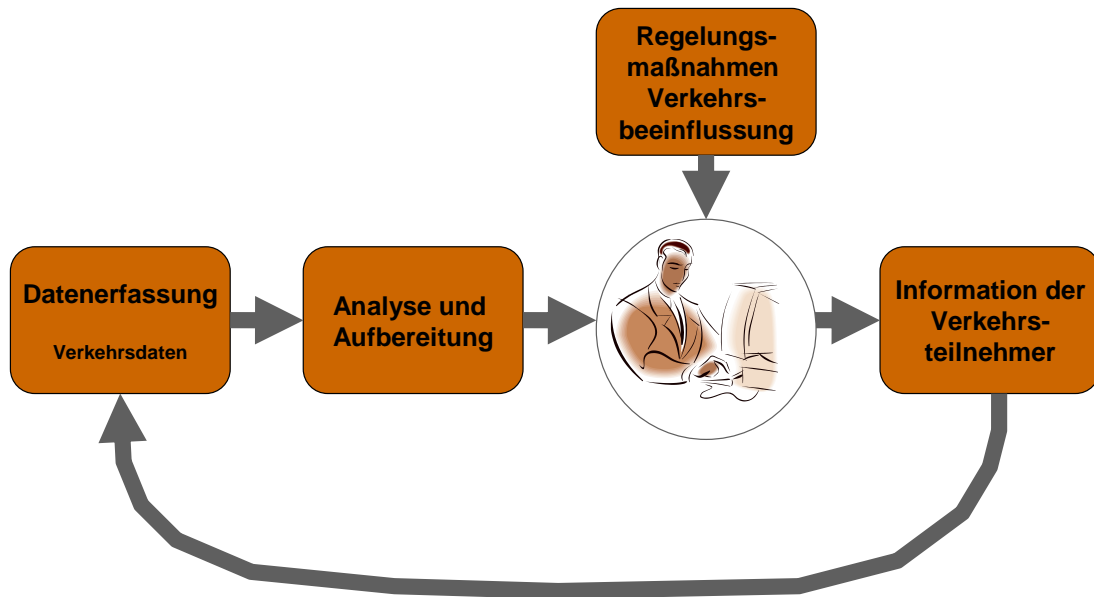 Regelungs-
maßnahmen
Verkehrs-
beeinflussung
Datenerfassung
Verkehrsdaten
Analyse und
Aufbereitung
Information der
Verkehrs-
teilnehmer